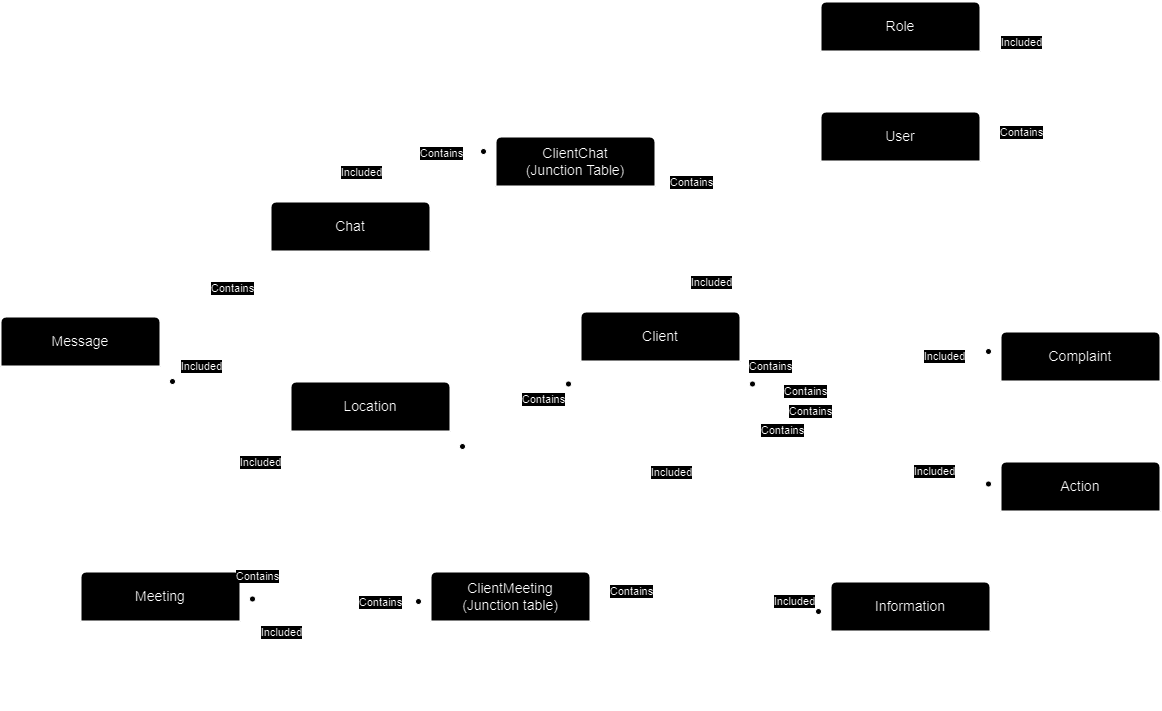 Role
Included
User
Contains
Contains
ClientChat
(Junction Table)
Included
Contains
Chat
Contains
Included
Message
Client
Included
Complaint
Included
Contains
Location
Contains
Contains
Contains
Contains
Included
Included
Included
Action
Contains
Meeting
Contains
ClientMeeting
(Junction table)
Contains
Included
Information
Included